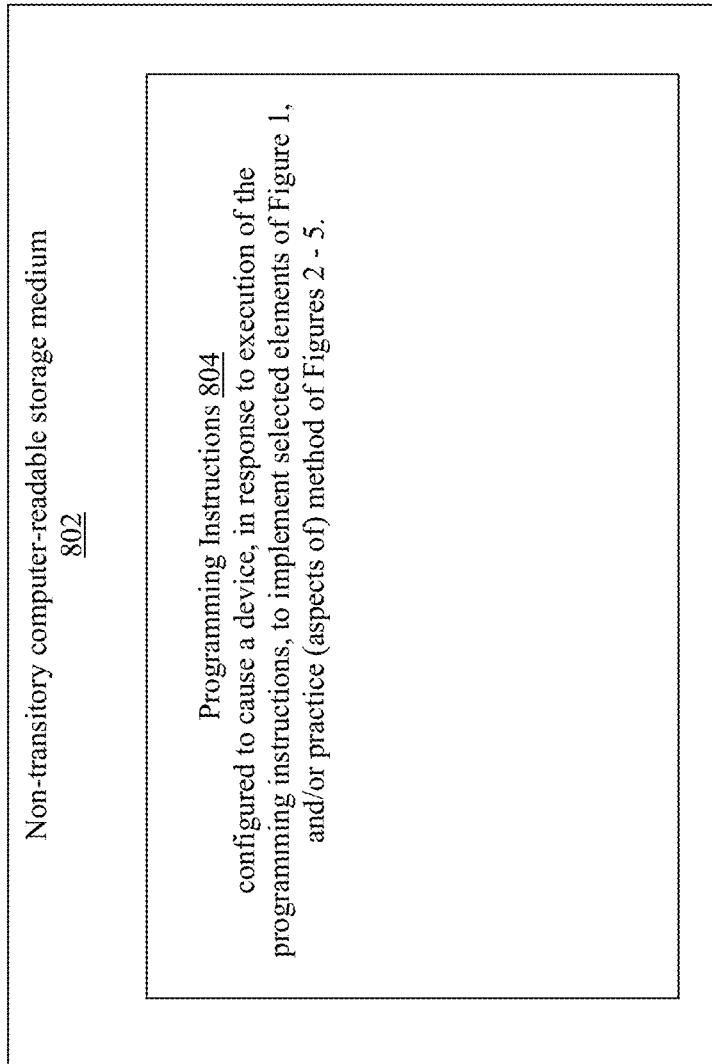 Non-transitory computer-readable storage medium
802
Programming Instructions 804
configured to cause a device, in response to execution of the
programming instructions, to implement selected elements of Figure 1,
and/or practice (aspects of) method of Figures 2 - 5.